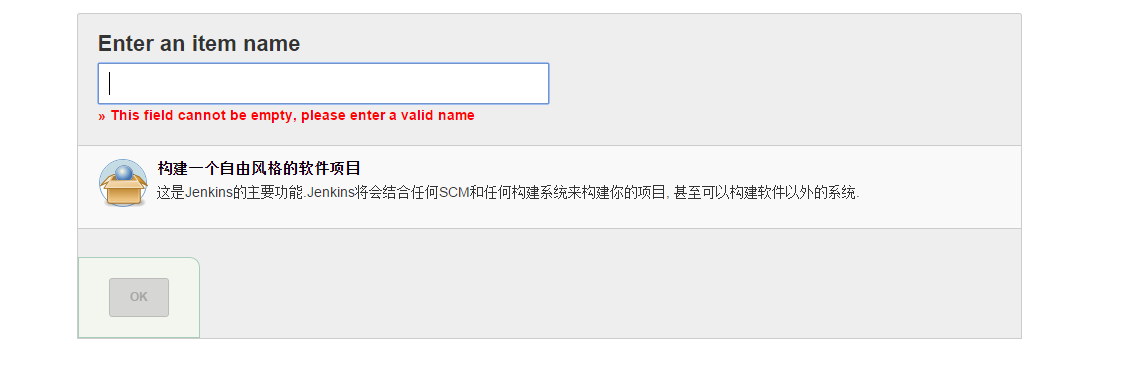 Enter an item name
» This field cannot be empty, please enter a valid name
构建一个自由风格的软件项目
这是Jenkins的主要功能.Jenkins将会结合任何SCM和任何构建系统来构建你的项目, 甚至可以构建软件以外的系统.
OK